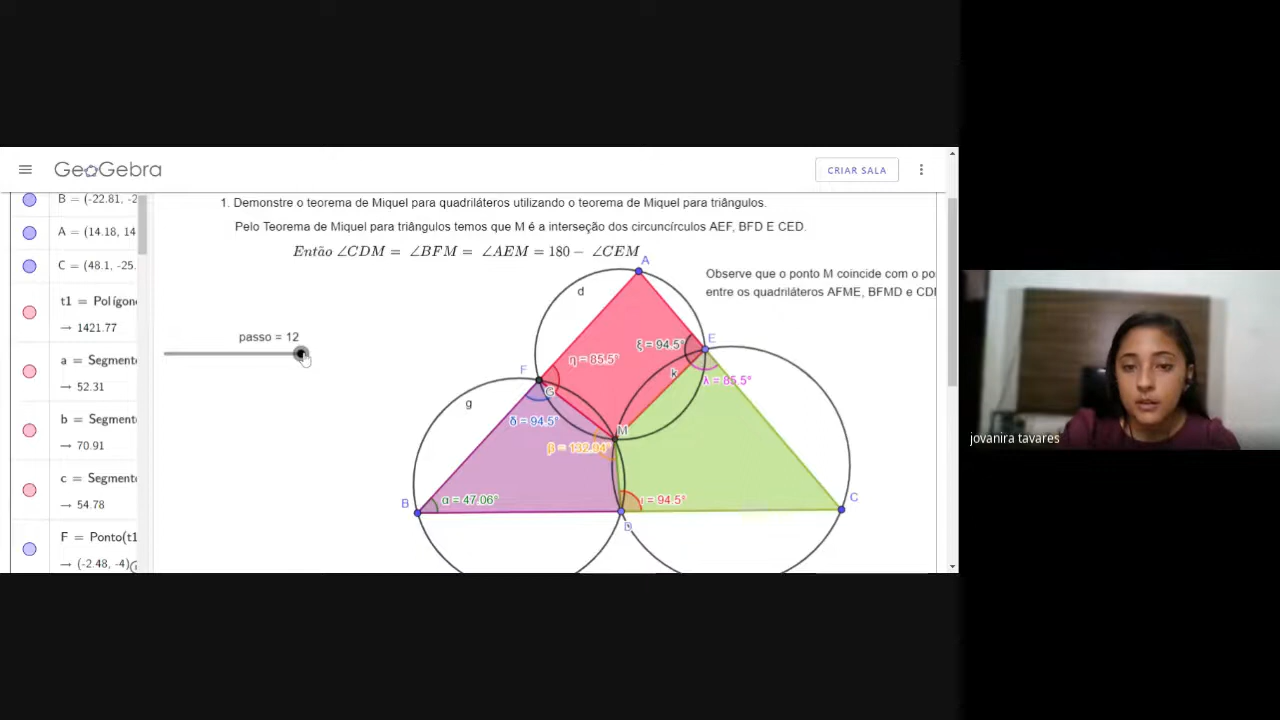 GeoGebra
CRIAR SALA
B = (-22.81, -2
A = (14.18, 14
C = (48.1, -25.
t1 = Polígono
→ 1421.77
a = Segmento
→ 52.31
b = Segmento
→ 70.91
c = Segmento
→ 54.78
F = Ponto(t1
→ (-2.48, -4)
1. Demonstre o teorema de Miquel para quadriláteros utilizando o teorema de Miquel para triângulos.
Pelo Teorema de Miquel para triângulos temos que M é a interseção dos circuncírculos AEF, BFD E CED.
Então ∠CDM = ∠BFM = ∠AEM = 180 − ∠CEM
Observe que o ponto M coincide com o po
entre os quadriláteros AFME, BFMD e CDM
passo = 12
A
d
E
ξ = 94.5°
η = 85.5°
k
λ = 85.5°
F
G
g
δ = 94.5°
M
β = 132.94°
B
α = 47.06°
ι = 94.5°
C
D
jovanira tavares